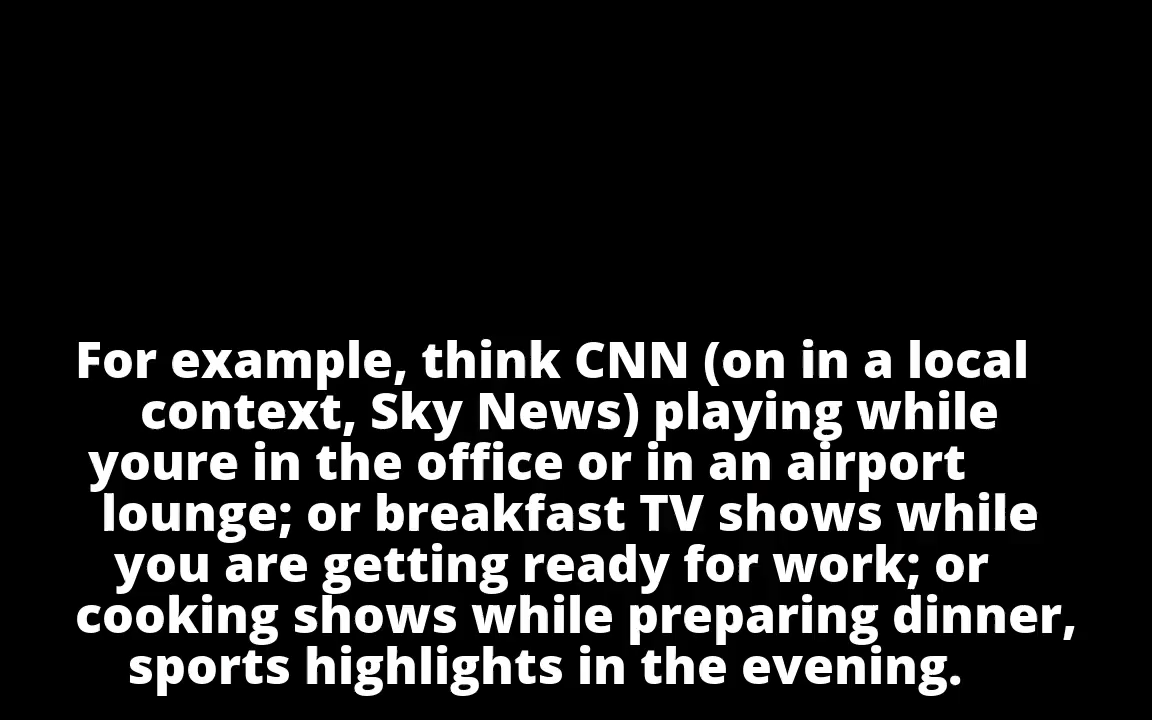 For example, think CNN (on in a local
context, Sky News) playing while
youre in the office or in an airport
lounge; or breakfast TV shows while
you are getting ready for work; or
cooking shows while preparing dinner,
sports highlights in the evening.